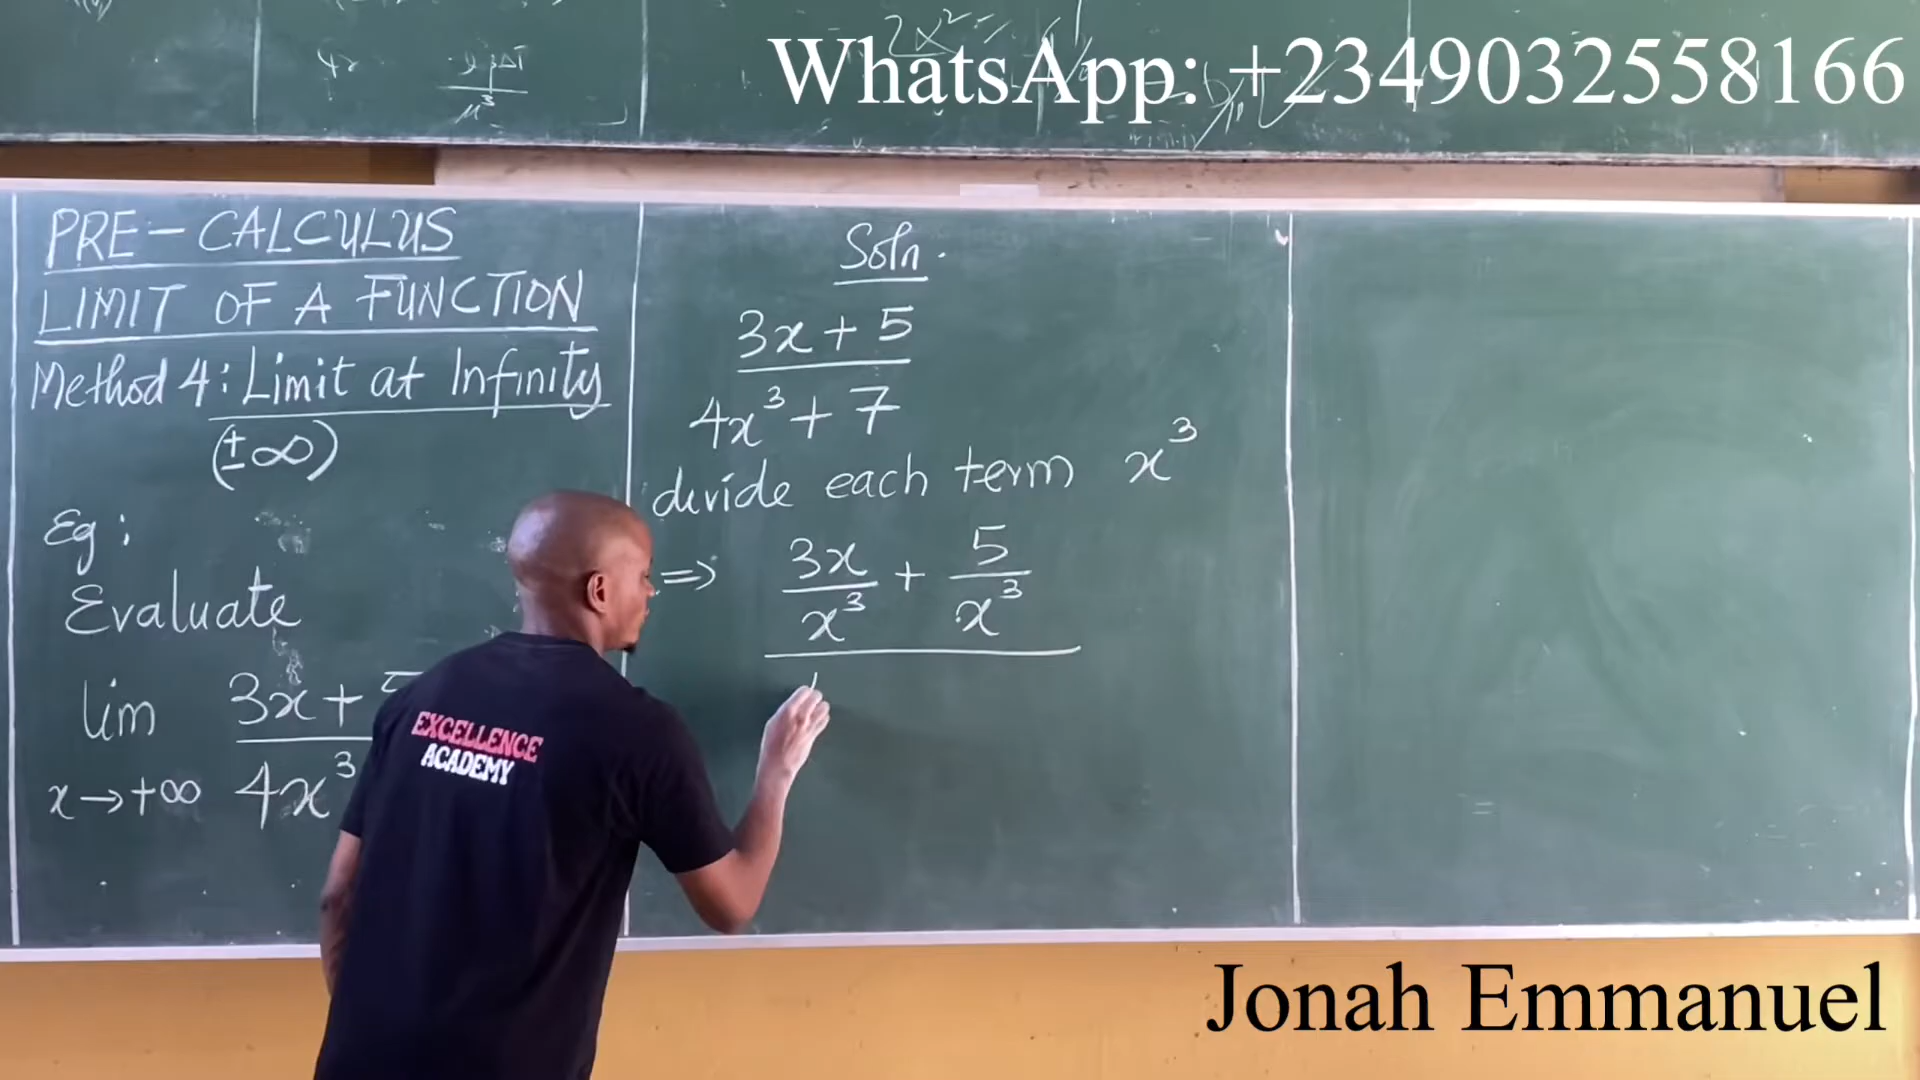 WhatsApp: +2349032558166
PRE-CALCULUS
LIMIT OF A FUNCTION
Method 4: Limit at Infinity
(±∞)
Eg:
Evaluate
lim 3x +
x→+∞ 4x³
Soln.
3x + 5
4x³ + 7
divide each term x³
=> 3x/x³ + 5/x³
EXCELLENCE
ACADEMY
Jonah Emmanuel